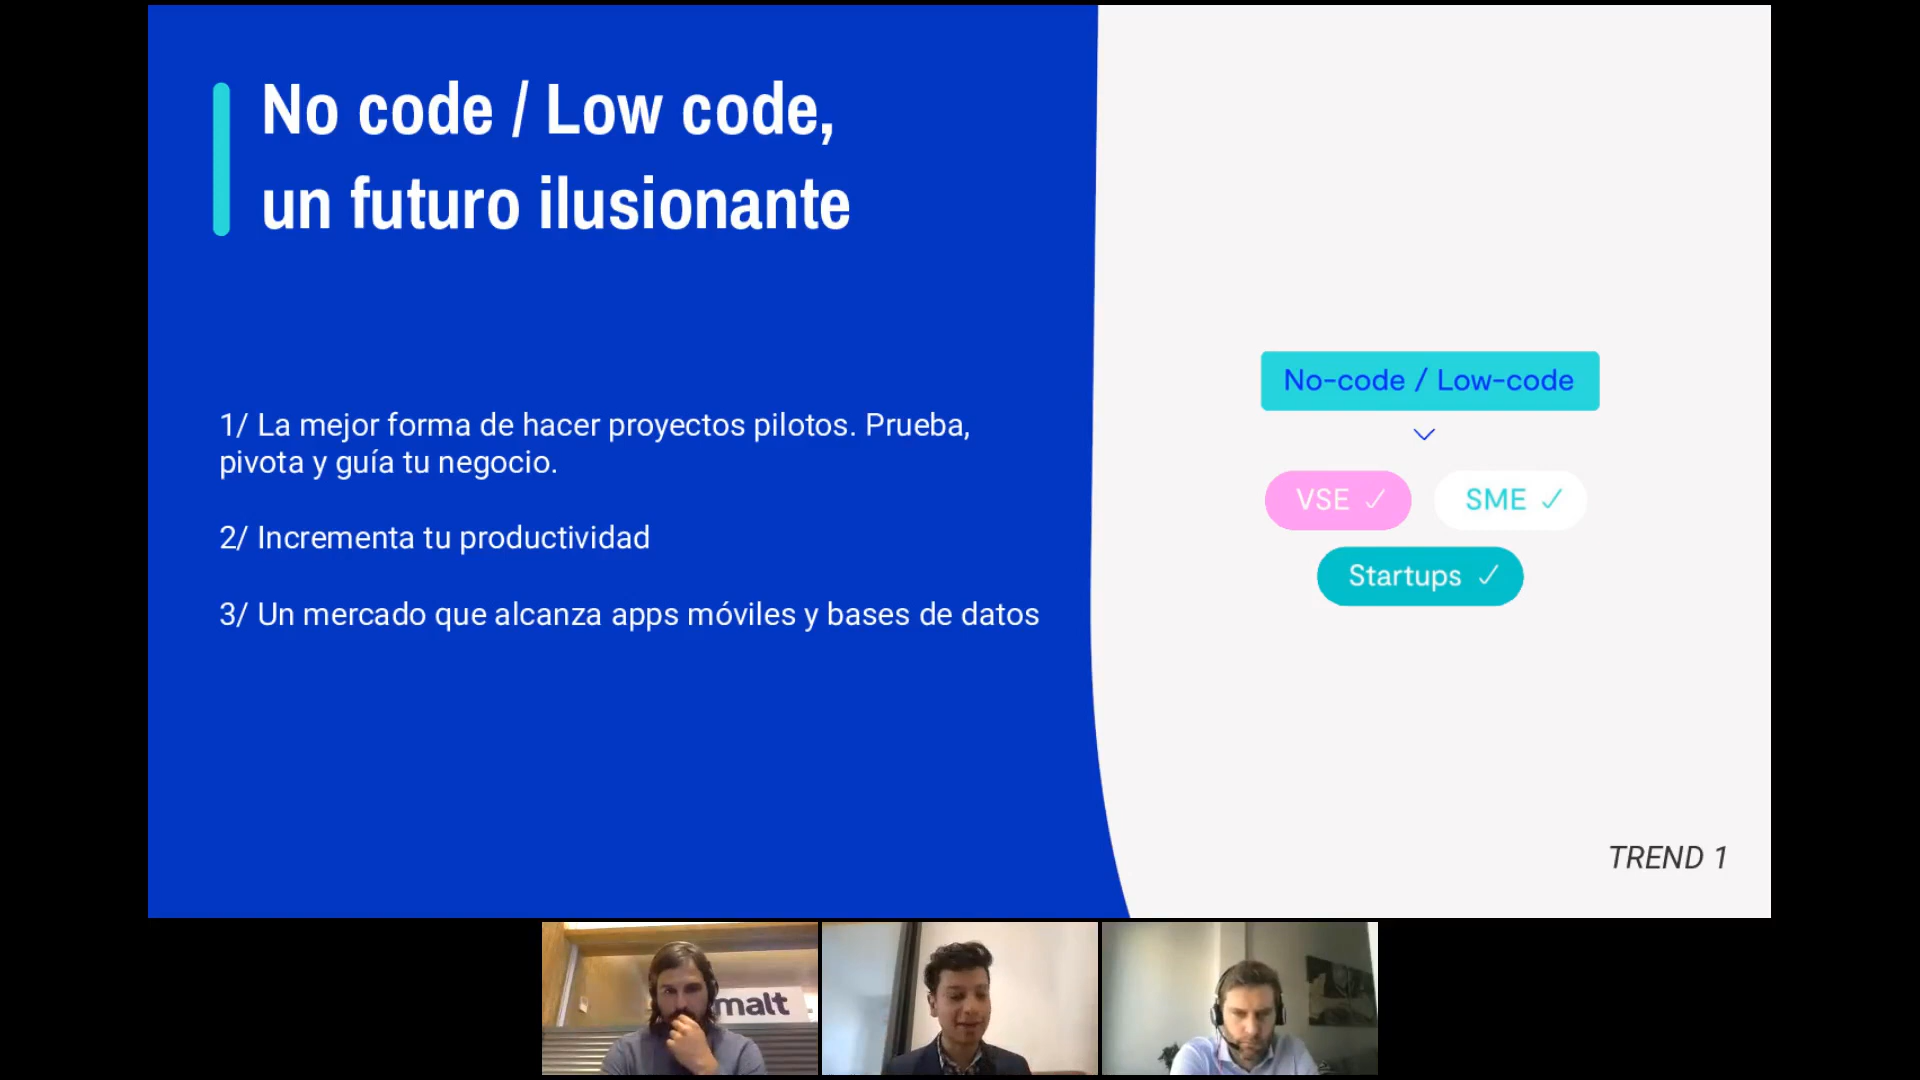 No code / Low code,
un futuro ilusionante
1/ La mejor forma de hacer proyectos pilotos. Prueba,
pivota y guía tu negocio.
2/ Incrementa tu productividad
3/ Un mercado que alcanza apps móviles y bases de datos
No-code / Low-code
VSE ✓
SME ✓
Startups ✓
TREND 1
malt